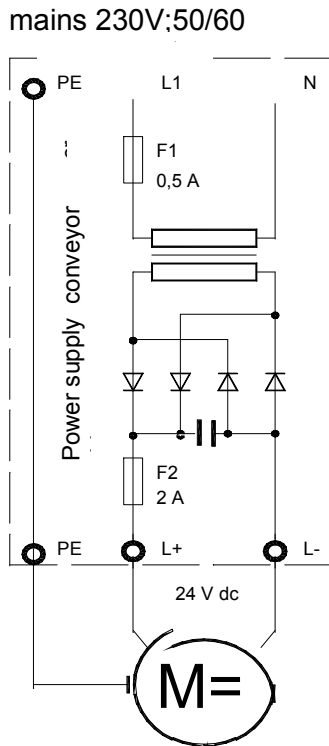 mains 230V;50/60
PE L1 N
F1
0,5 A
Power supply conveyor
F2
2 A
PE L+ L-
24 V dc
M=